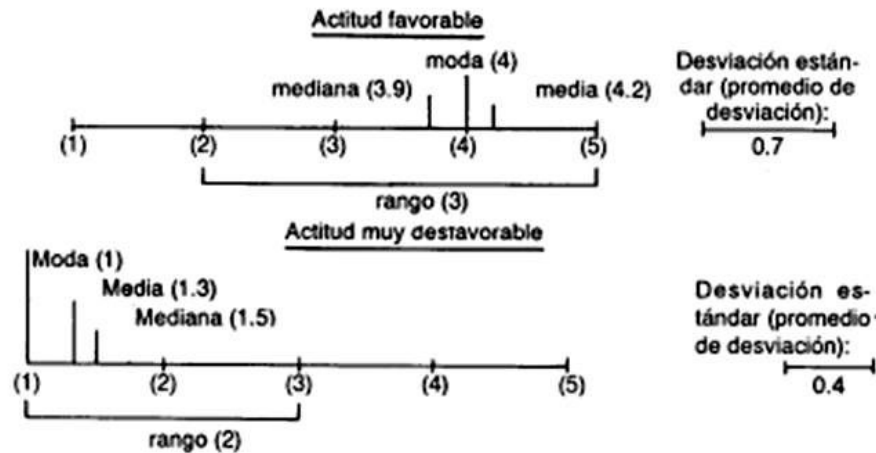 Actitud favorable
moda (4)
mediana (3.9)
media (4.2)
(1) (2) (3) (4) (5)
rango (3)
Desviación están-
dar (promedio de
desviación):
0.7
Actitud muy destavorable
Moda (1)
Media (1.3)
Mediana (1.5)
(1) (2) (3) (4) (5)
rango (2)
Desviación es-
tándar (promedio
de desviación):
0.4